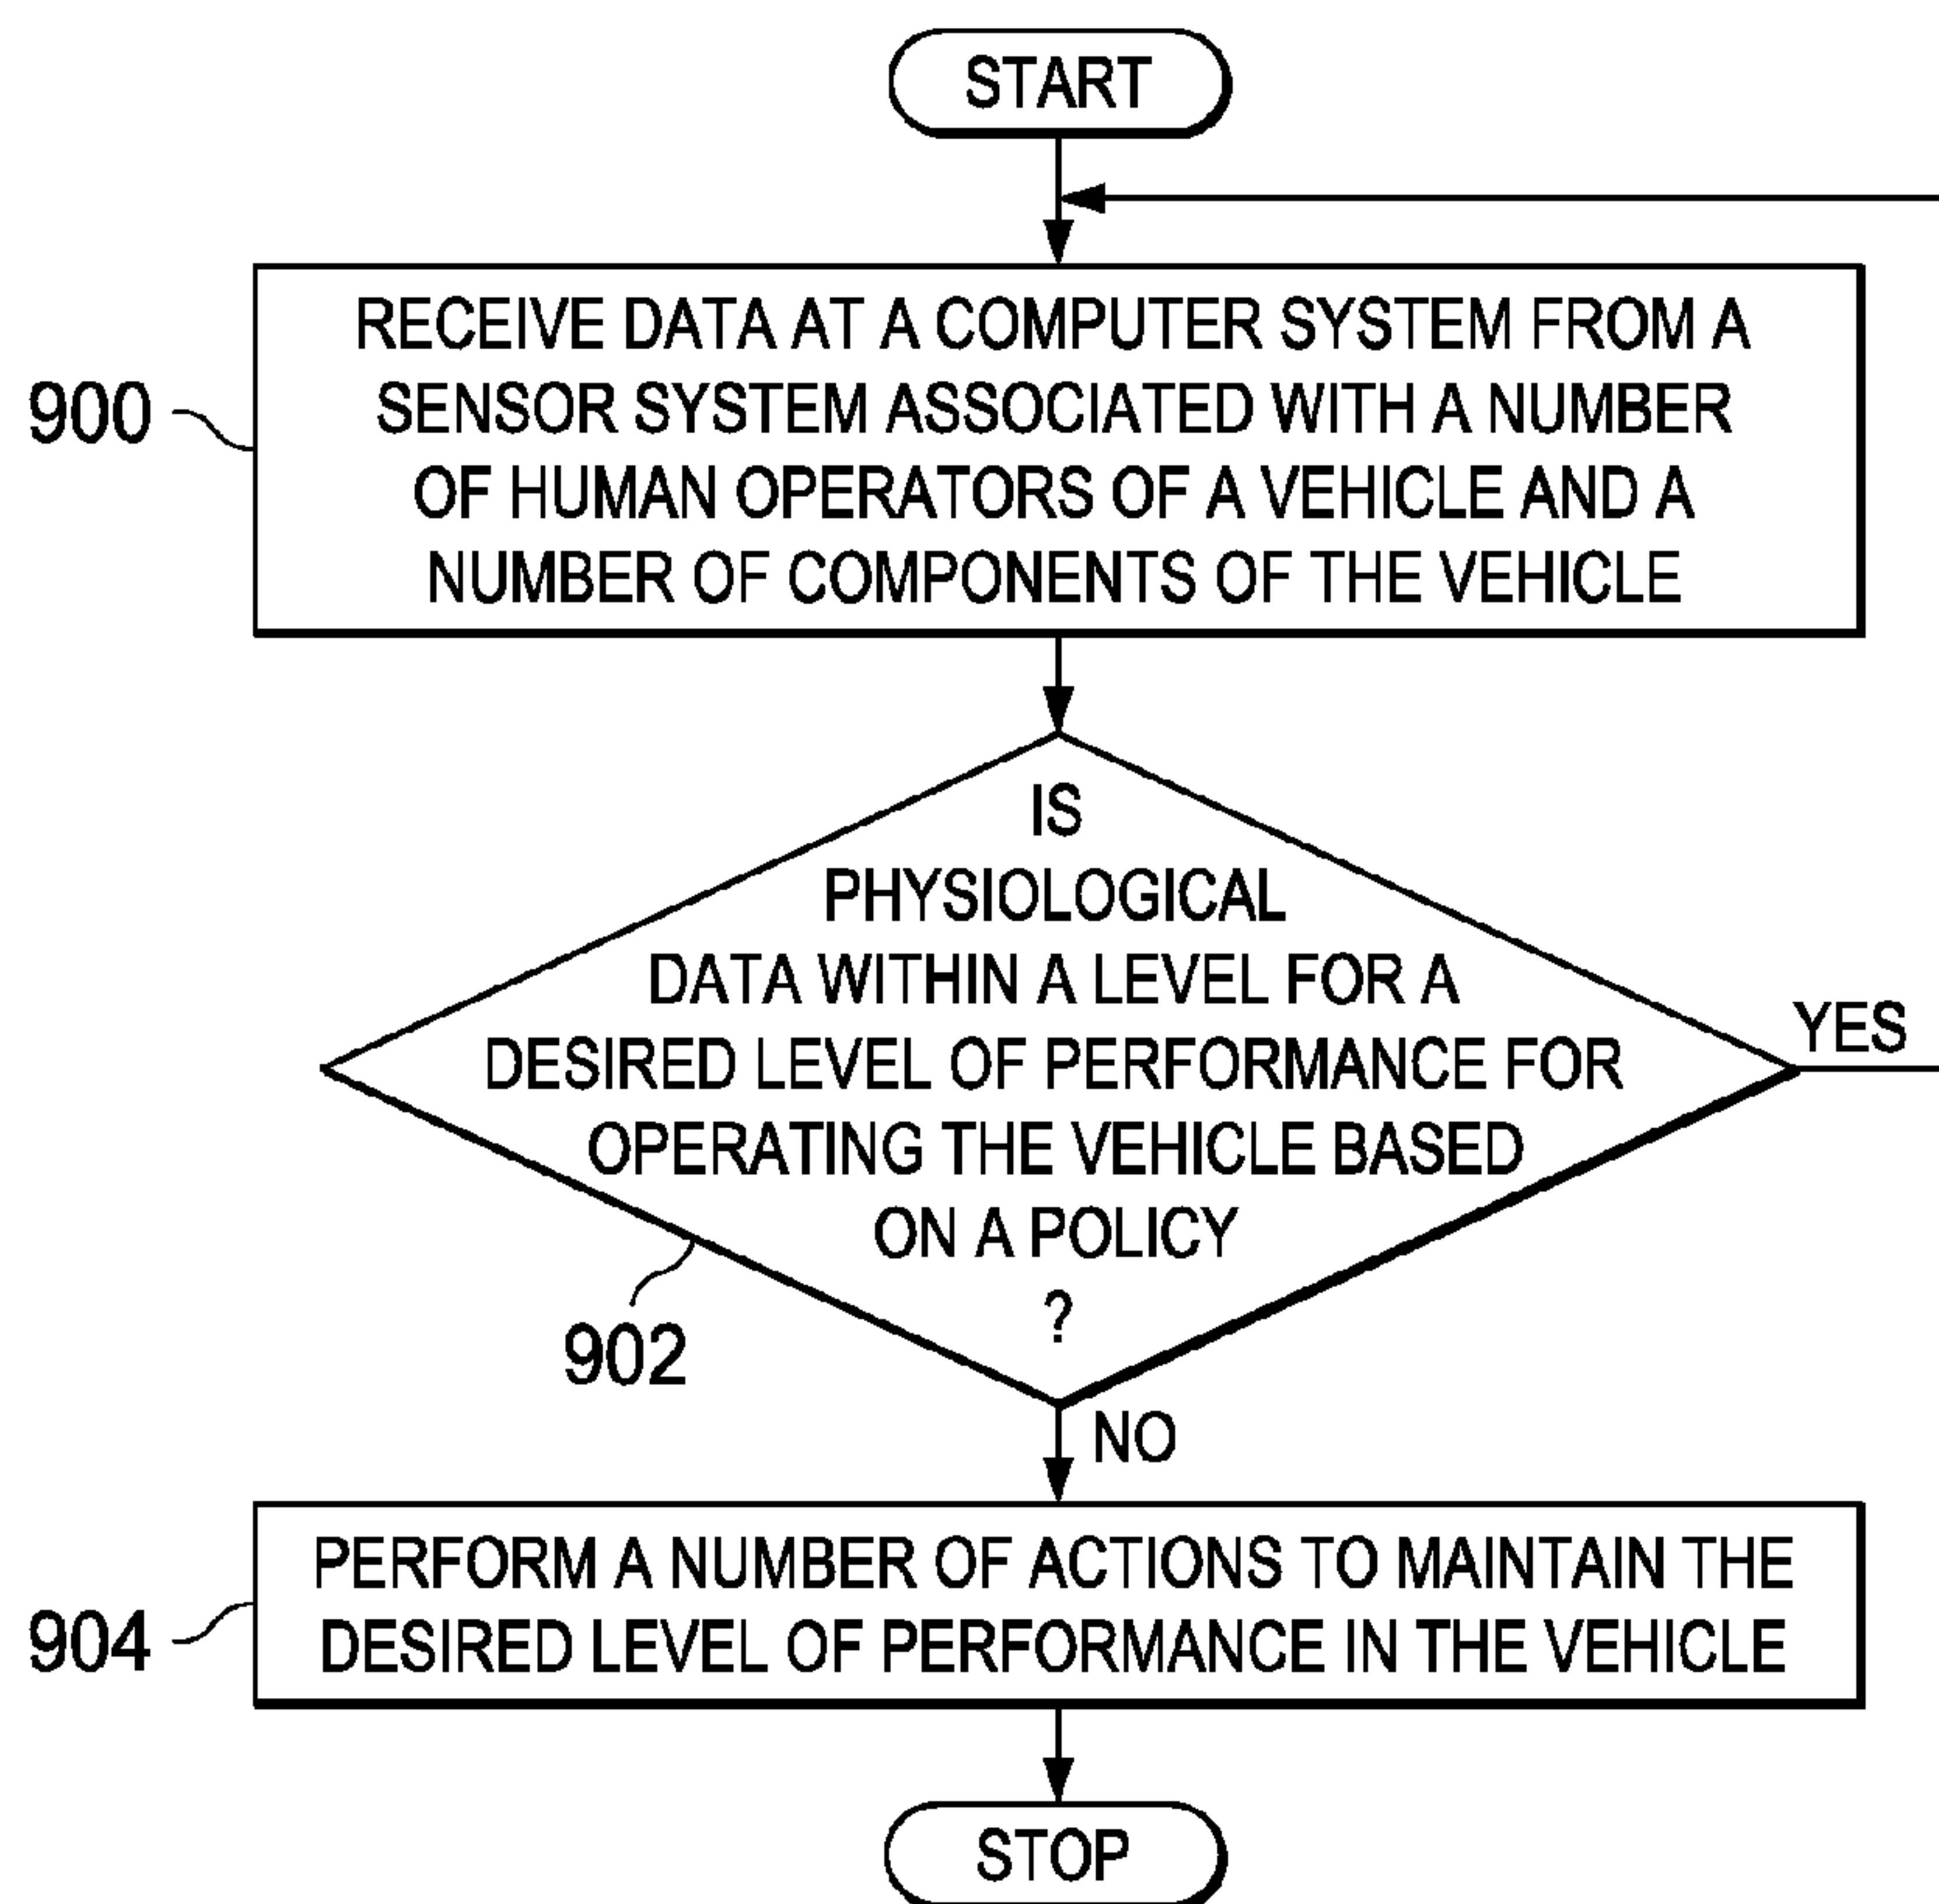 START
RECEIVE DATA AT A COMPUTER SYSTEM FROM A
SENSOR SYSTEM ASSOCIATED WITH A NUMBER
OF HUMAN OPERATORS OF A VEHICLE AND A
NUMBER OF COMPONENTS OF THE VEHICLE
900
IS
PHYSIOLOGICAL
DATA WITHIN A LEVEL FOR A
DESIRED LEVEL OF PERFORMANCE FOR
OPERATING THE VEHICLE BASED
ON A POLICY
?
YES
902
NO
PERFORM A NUMBER OF ACTIONS TO MAINTAIN THE
DESIRED LEVEL OF PERFORMANCE IN THE VEHICLE
904
STOP